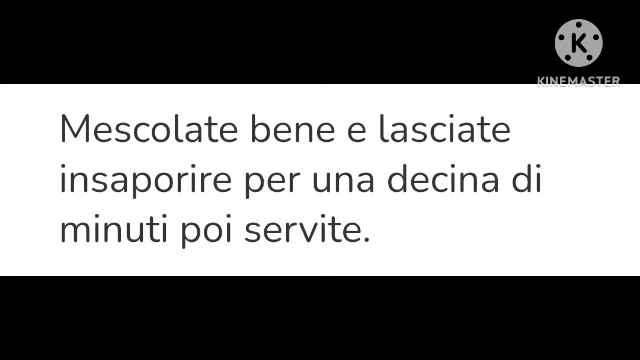 KINEMASTER
Mescolate bene e lasciate
insaporire per una decina di
minuti poi servite.